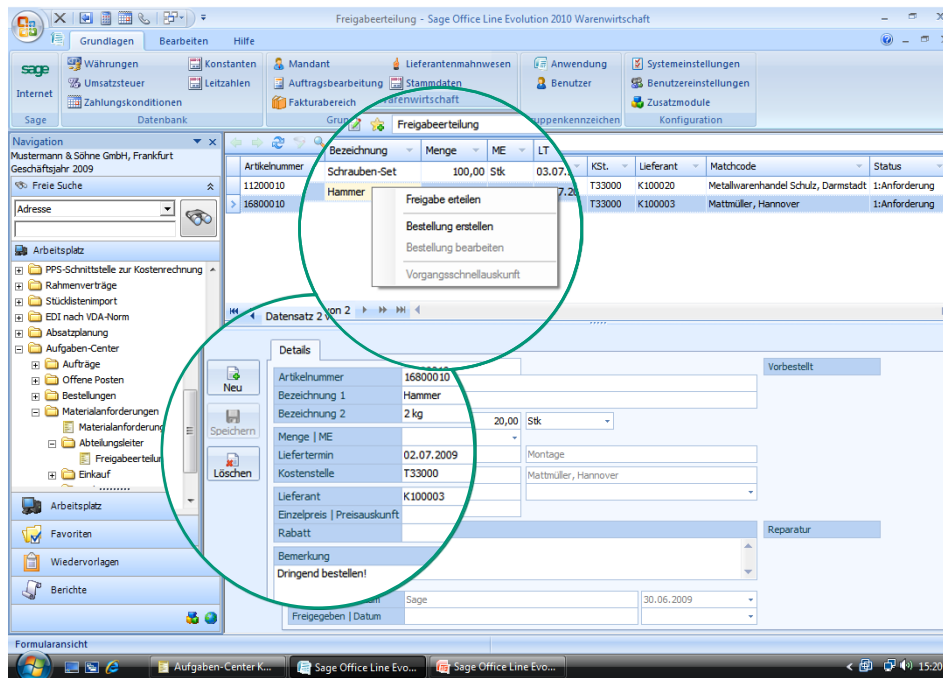 Freigabeerteilung - Sage Office Line Evolution 2010 Warenwirtschaft
Grundlagen Bearbeiten Hilfe
sage
Internet
Sage
Währungen
Umsatzsteuer
Zahlungskonditionen
Konstanten
Leitzahlen
Datenbank
Mandant
Auftragsbearbeitung
Fakturabereich
Lieferantenmahnwesen
Stammdaten
Warenwirtschaft
Anwendung
Benutzer
Systemeinstellungen
Benutzereinstellungen
Zusatzmodule
Konfiguration
Navigation
Mustermann & Söhne GmbH, Frankfurt
Geschäftsjahr 2009
Freie Suche
Adresse
Arbeitsplatz
PPS-Schnittstelle zur Kostenrechnung
Rahmenverträge
Stücklistenimport
EDI nach VDA-Norm
Absatzplanung
Aufgaben-Center
Aufträge
Offene Posten
Bestellungen
Materialanforderungen
Materialanforderung
Abteilungsleiter
Freigabeerteilun
Einkauf
Arbeitsplatz
Favoriten
Wiedervorlagen
Berichte
Freigabeerteilung
Artikelnummer Bezeichnung Menge ME LT KSt. Lieferant Matchcode Status
11200010 Schrauben-Set 100,00 Stk 03.07. T33000 K100020 Metallwarenhandel Schulz, Darmstadt 1:Anforderung
16800010 Hammer T33000 K100003 Mattmüller, Hannover 1:Anforderung
Freigabe erteilen
Bestellung erstellen
Bestellung bearbeiten
Vorgangsschnellauskunft
Datensatz 2 von 2
Neu
Speichern
Löschen
Details
Artikelnummer 16800010 Vorbestellt
Bezeichnung 1 Hammer
Bezeichnung 2 2 kg
20,00 Stk
Menge | ME
Liefertermin 02.07.2009 Montage
Kostenstelle T33000 Mattmüller, Hannover
Lieferant K100003
Einzelpreis | Preisauskunft
Rabatt Reparatur
Bemerkung
Dringend bestellen!
Sage 30.06.2009
Freigegeben | Datum
Formularansicht
Aufgaben-Center K... Sage Office Line Evo... Sage Office Line Evo... 15:20